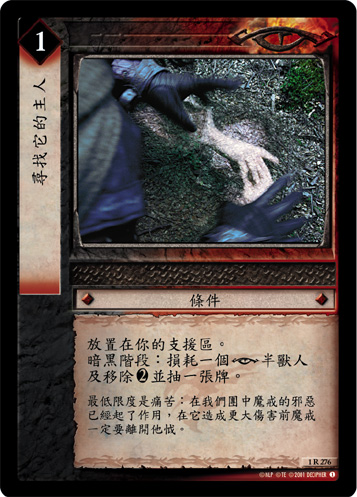 1
尋找它的主人
條件
放置在你的支援區。
暗黑階段：損耗一個半獸人
及移除2並抽一張牌。
最低限度是痛苦：在我們圍中魔戒的邪惡
已經起了作用，在它造成更大傷害前魔戒
一定要離開他戒。
1 R 276
©NLP ©TE ©2001 DECIPHER